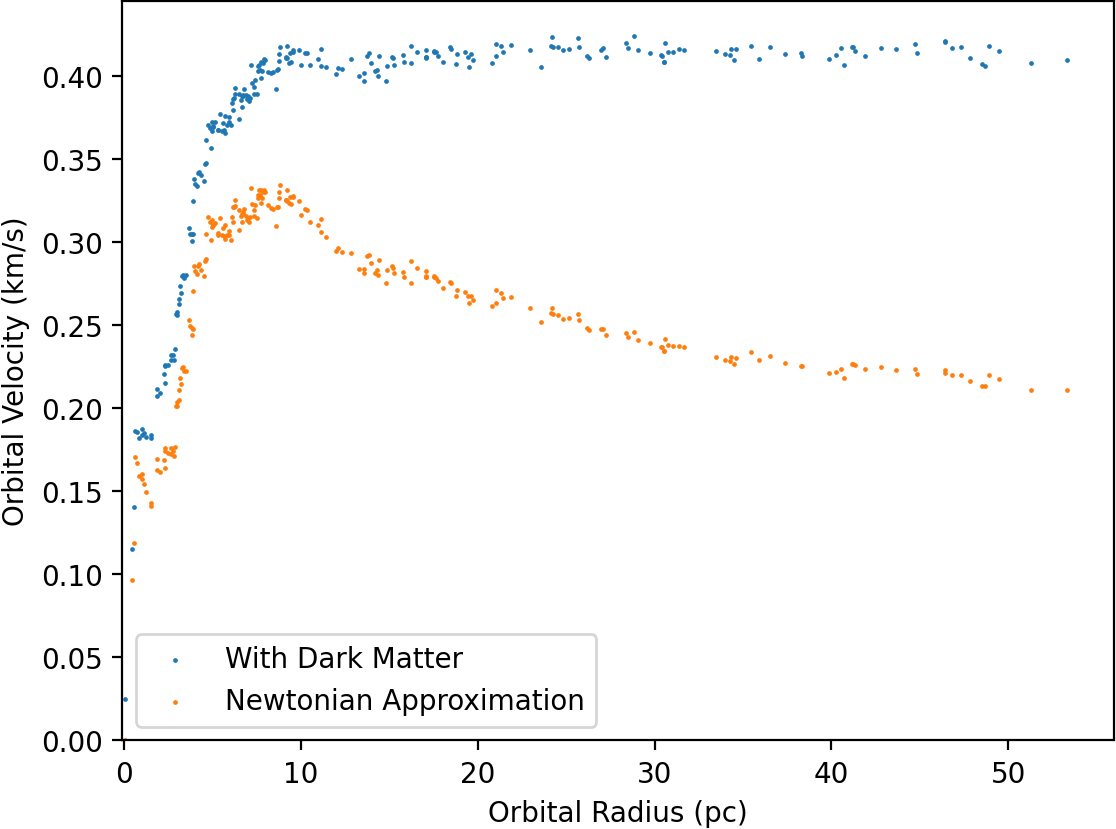 0.40
0.35
0.30
0.25
0.20
0.15
0.10
0.05
0.00
Orbital Velocity (km/s)
With Dark Matter
Newtonian Approximation
0 10 20 30 40 50
Orbital Radius (pc)